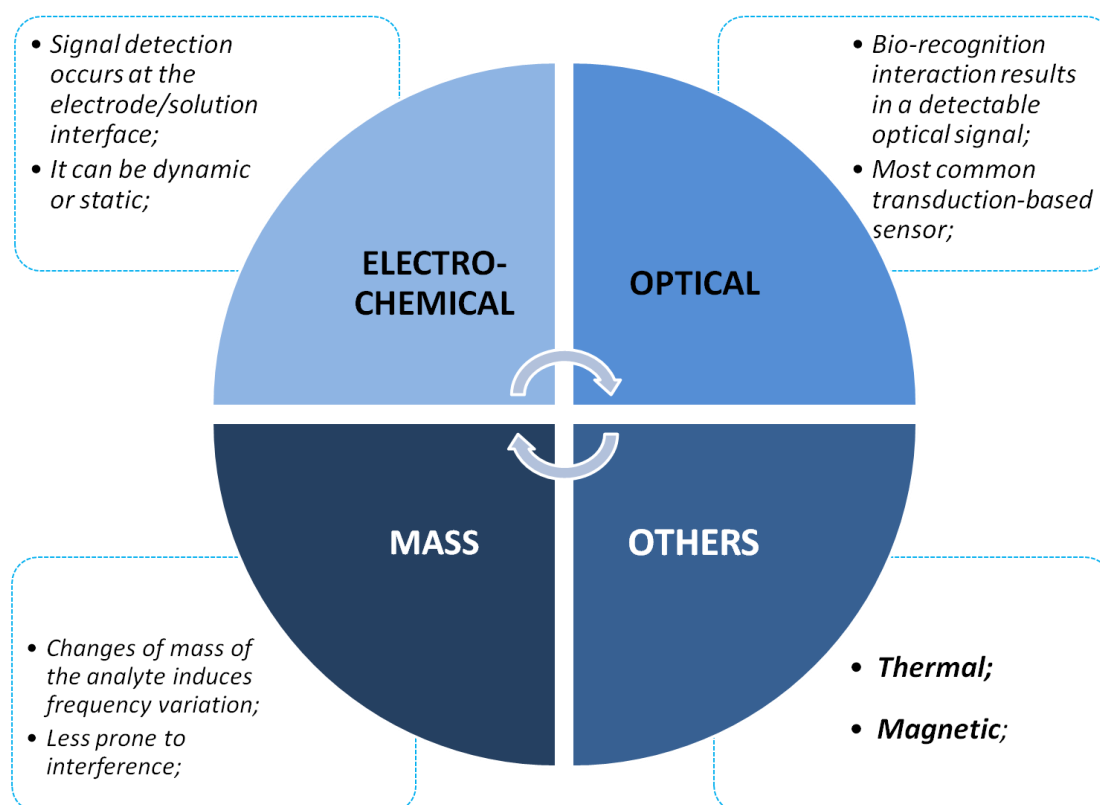 • Signal detection
occurs at the
electrode/solution
interface;
• It can be dynamic
or static;
• Bio-recognition
interaction results
in a detectable
optical signal;
• Most common
transduction-based
sensor;
ELECTRO-
CHEMICAL
OPTICAL
MASS
OTHERS
• Changes of mass of
the analyte induces
frequency variation;
• Less prone to
interference;
• Thermal;
• Magnetic;